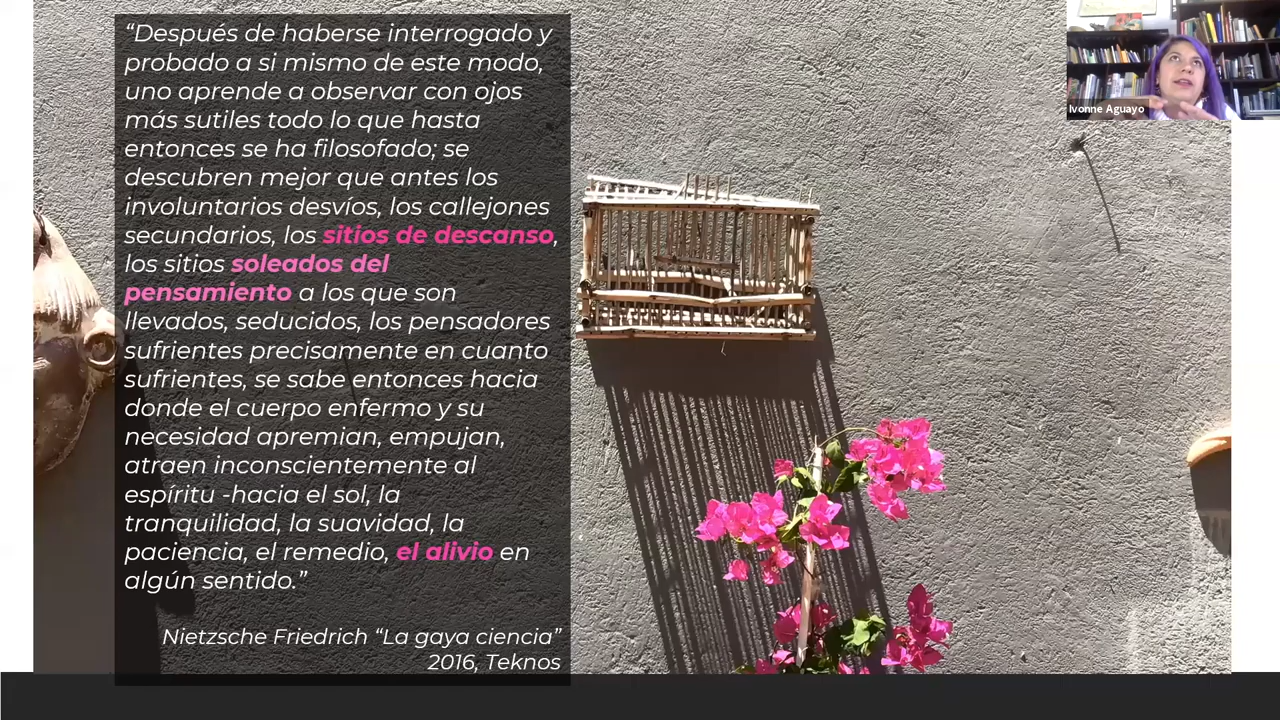 “Después de haberse interrogado y
probado a si mismo de este modo,
uno aprende a observar con ojos
más sutiles todo lo que hasta
entonces se ha filosofado; se
descubren mejor que antes los
involuntarios desvíos, los callejones
secundarios, los sitios de descanso,
los sitios soleados del
pensamiento a los que son
llevados, seducidos, los pensadores
sufrientes precisamente en cuanto
sufrientes, se sabe entonces hacia
donde el cuerpo enfermo y su
necesidad apremian, empujan,
atraen inconscientemente al
espíritu -hacia el sol, la
tranquilidad, la suavidad, la
paciencia, el remedio, el alivio en
algún sentido.”
Nietzsche Friedrich “La gaya ciencia”
2016, Teknos
Ivonne Aguayo